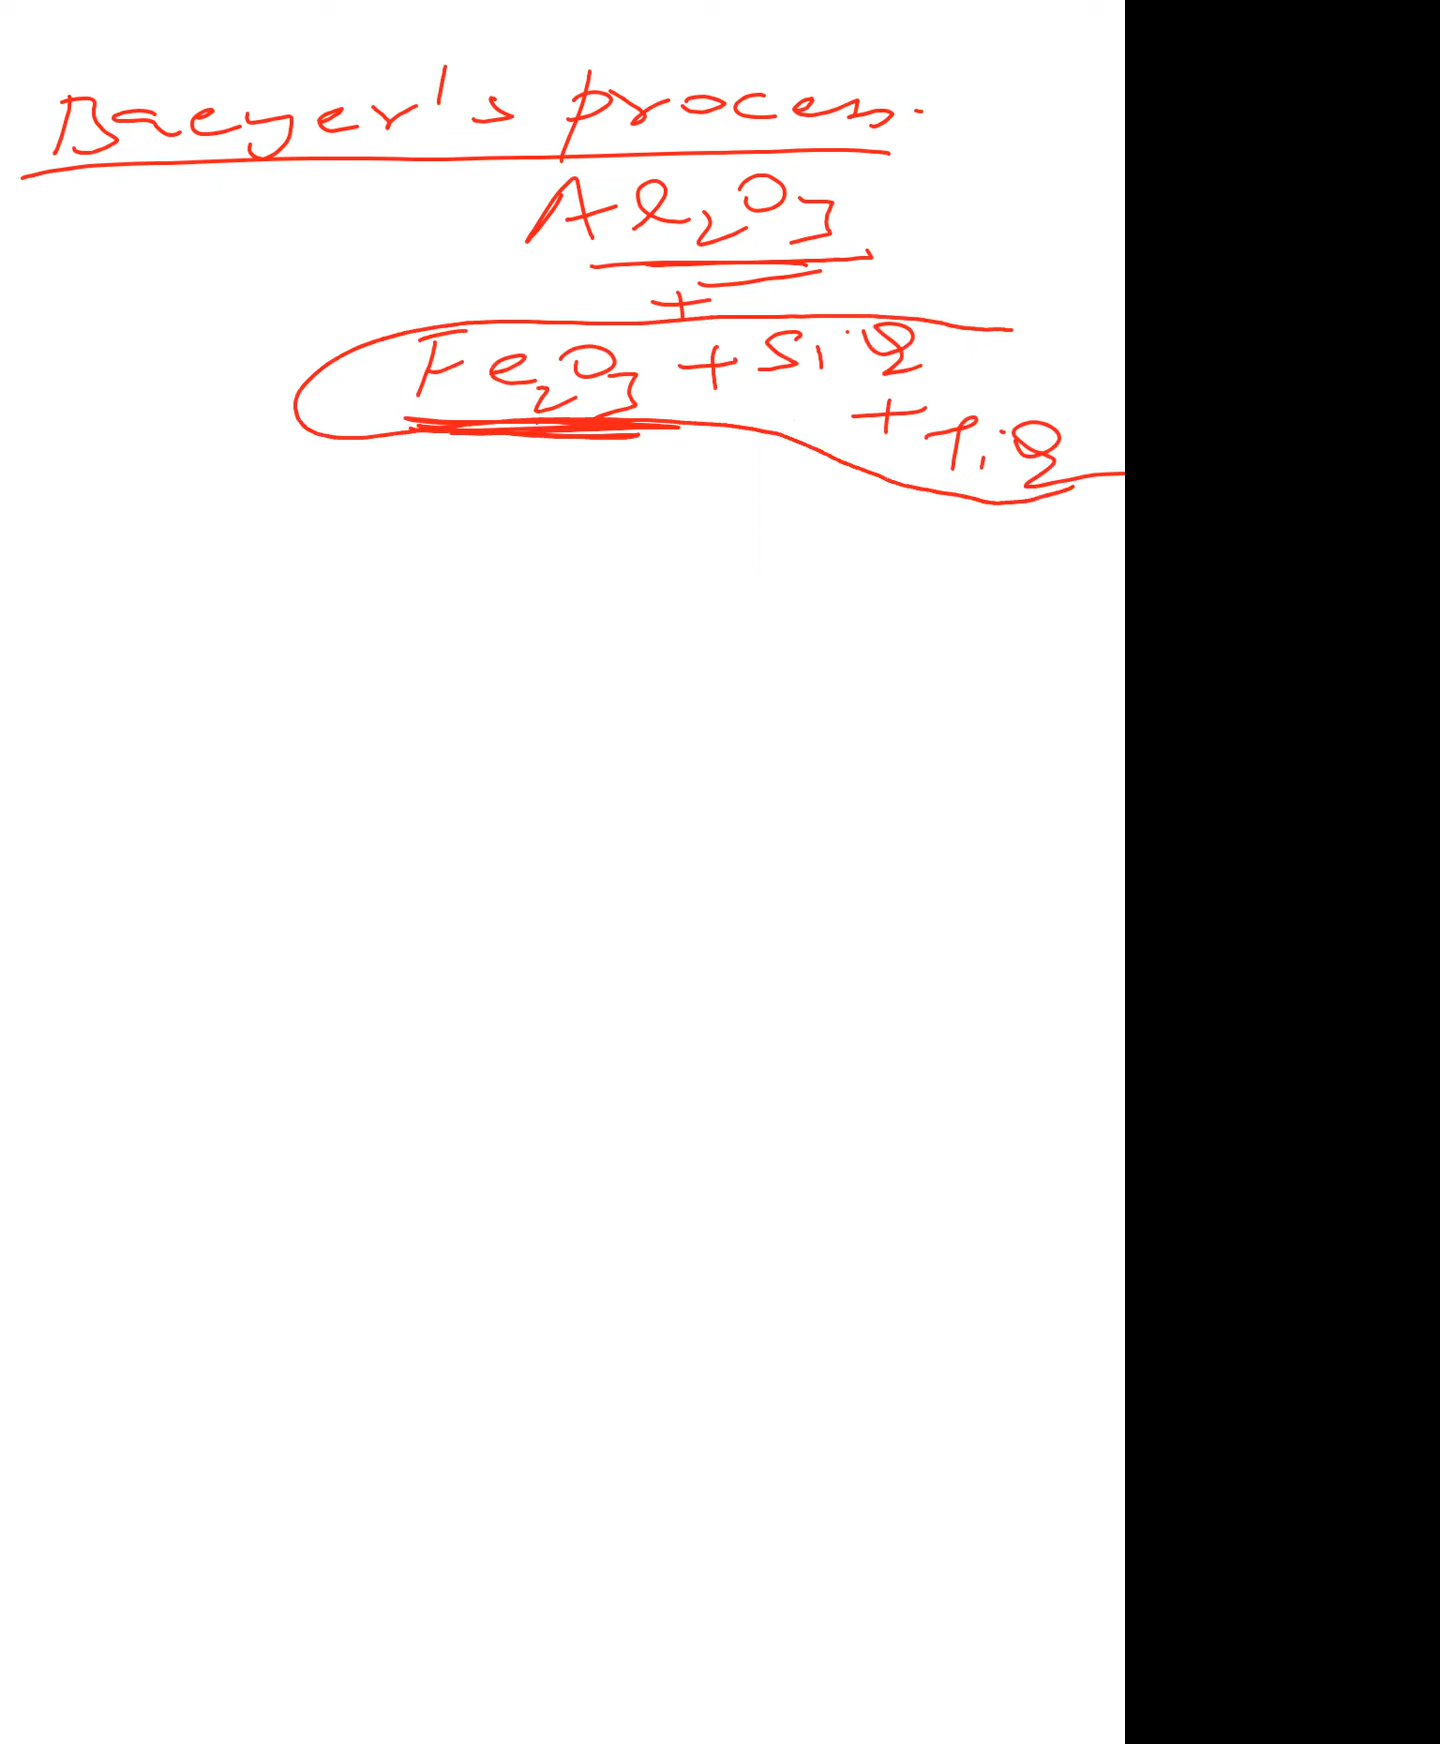 Baeyer's process.
Al₂O₃
+
Fe₂O₃ + SiO₂
+ TiO₂